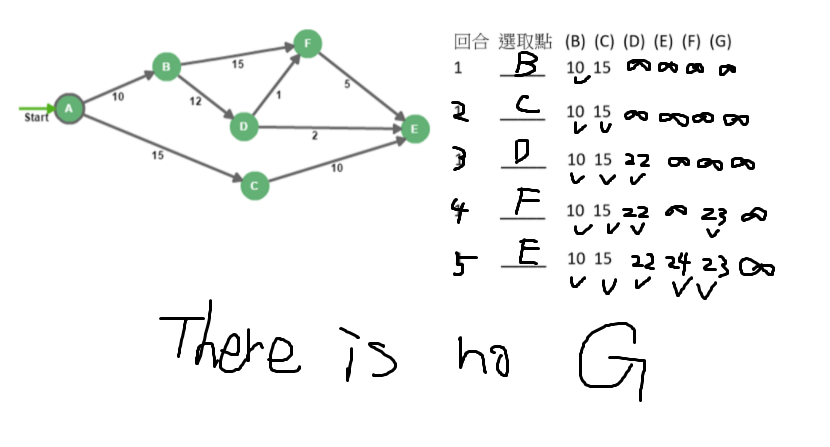 F
B
15
5
10
12
1
A
Start
D
2
E
15
10
C
回合 選取點 (B) (C) (D) (E) (F) (G)
1 B 10 15 ∞ ∞ ∞ ∞
2 C 10 15 ∞ ∞ ∞ ∞
3 D 10 15 22 ∞ ∞ ∞
4 F 10 15 22 ∞ 23 ∞
5 E 10 15 22 24 23 ∞
There is no G